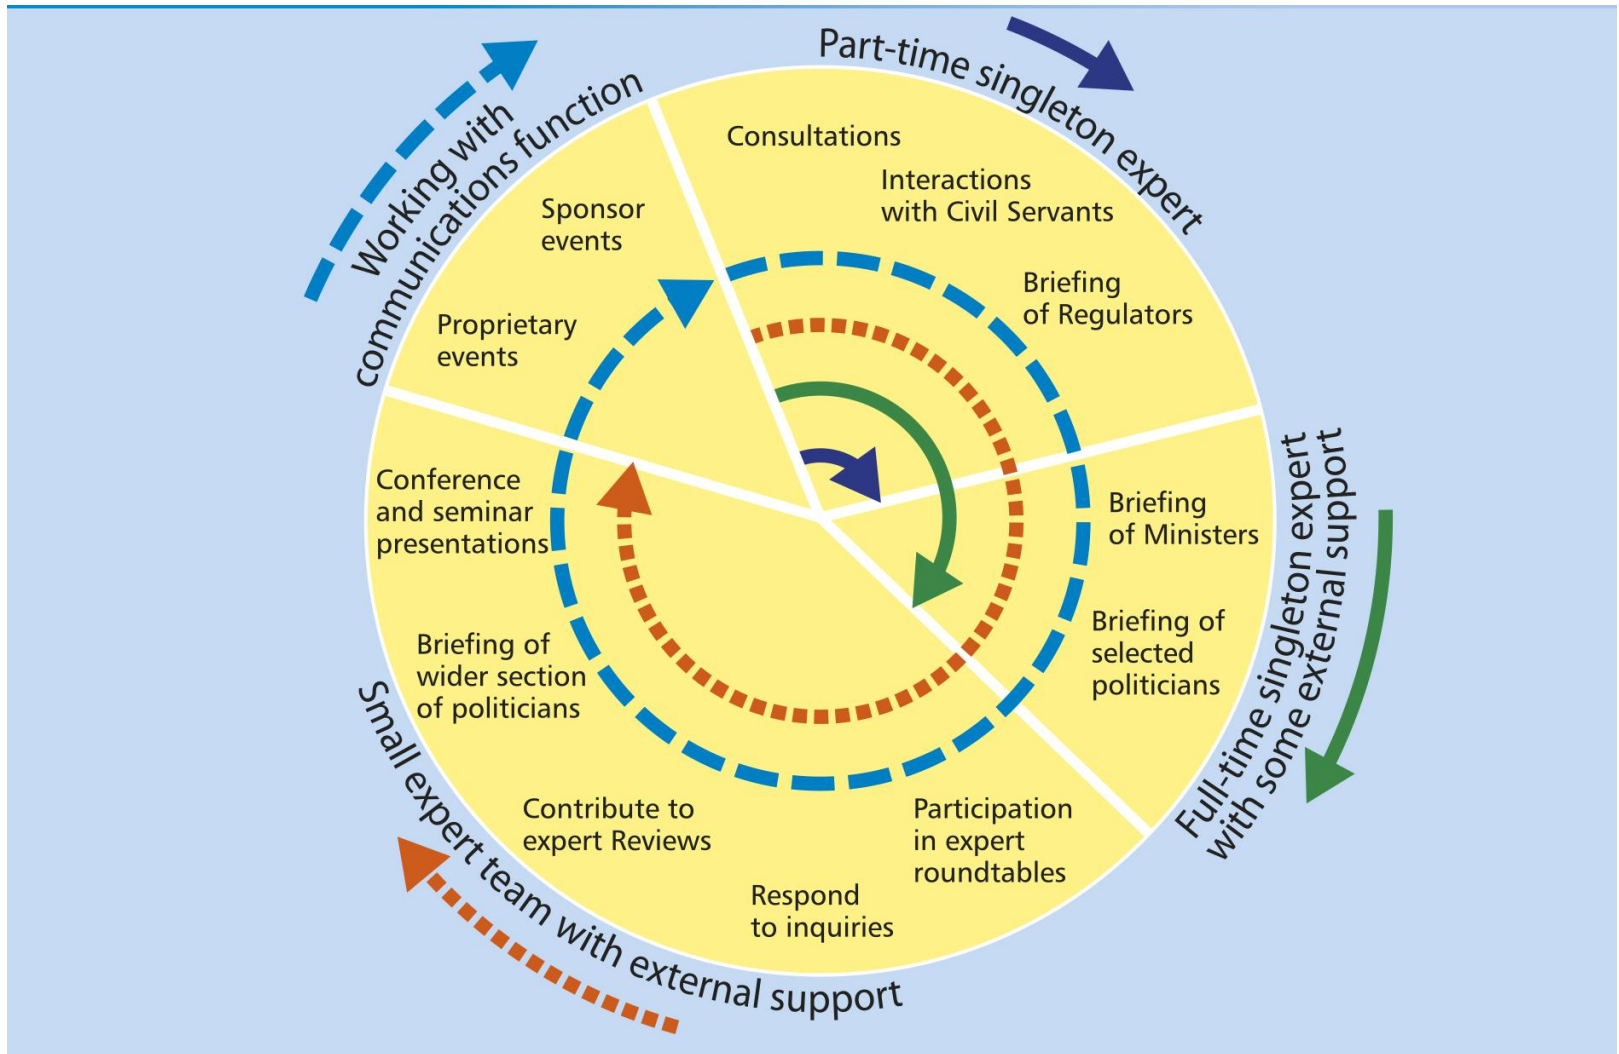 Part-time singleton expert
Consultations
Interactions
with Civil Servants
Briefing
of Regulators
Full-time singleton expert
with some external support
Briefing
of Ministers
Briefing of
selected
politicians
Small expert team with external support
Participation
in expert
roundtables
Respond
to inquiries
Contribute to
expert Reviews
Briefing of
wider section
of politicians
Conference
and seminar
presentations
Working with
communications function
Proprietary
events
Sponsor
events